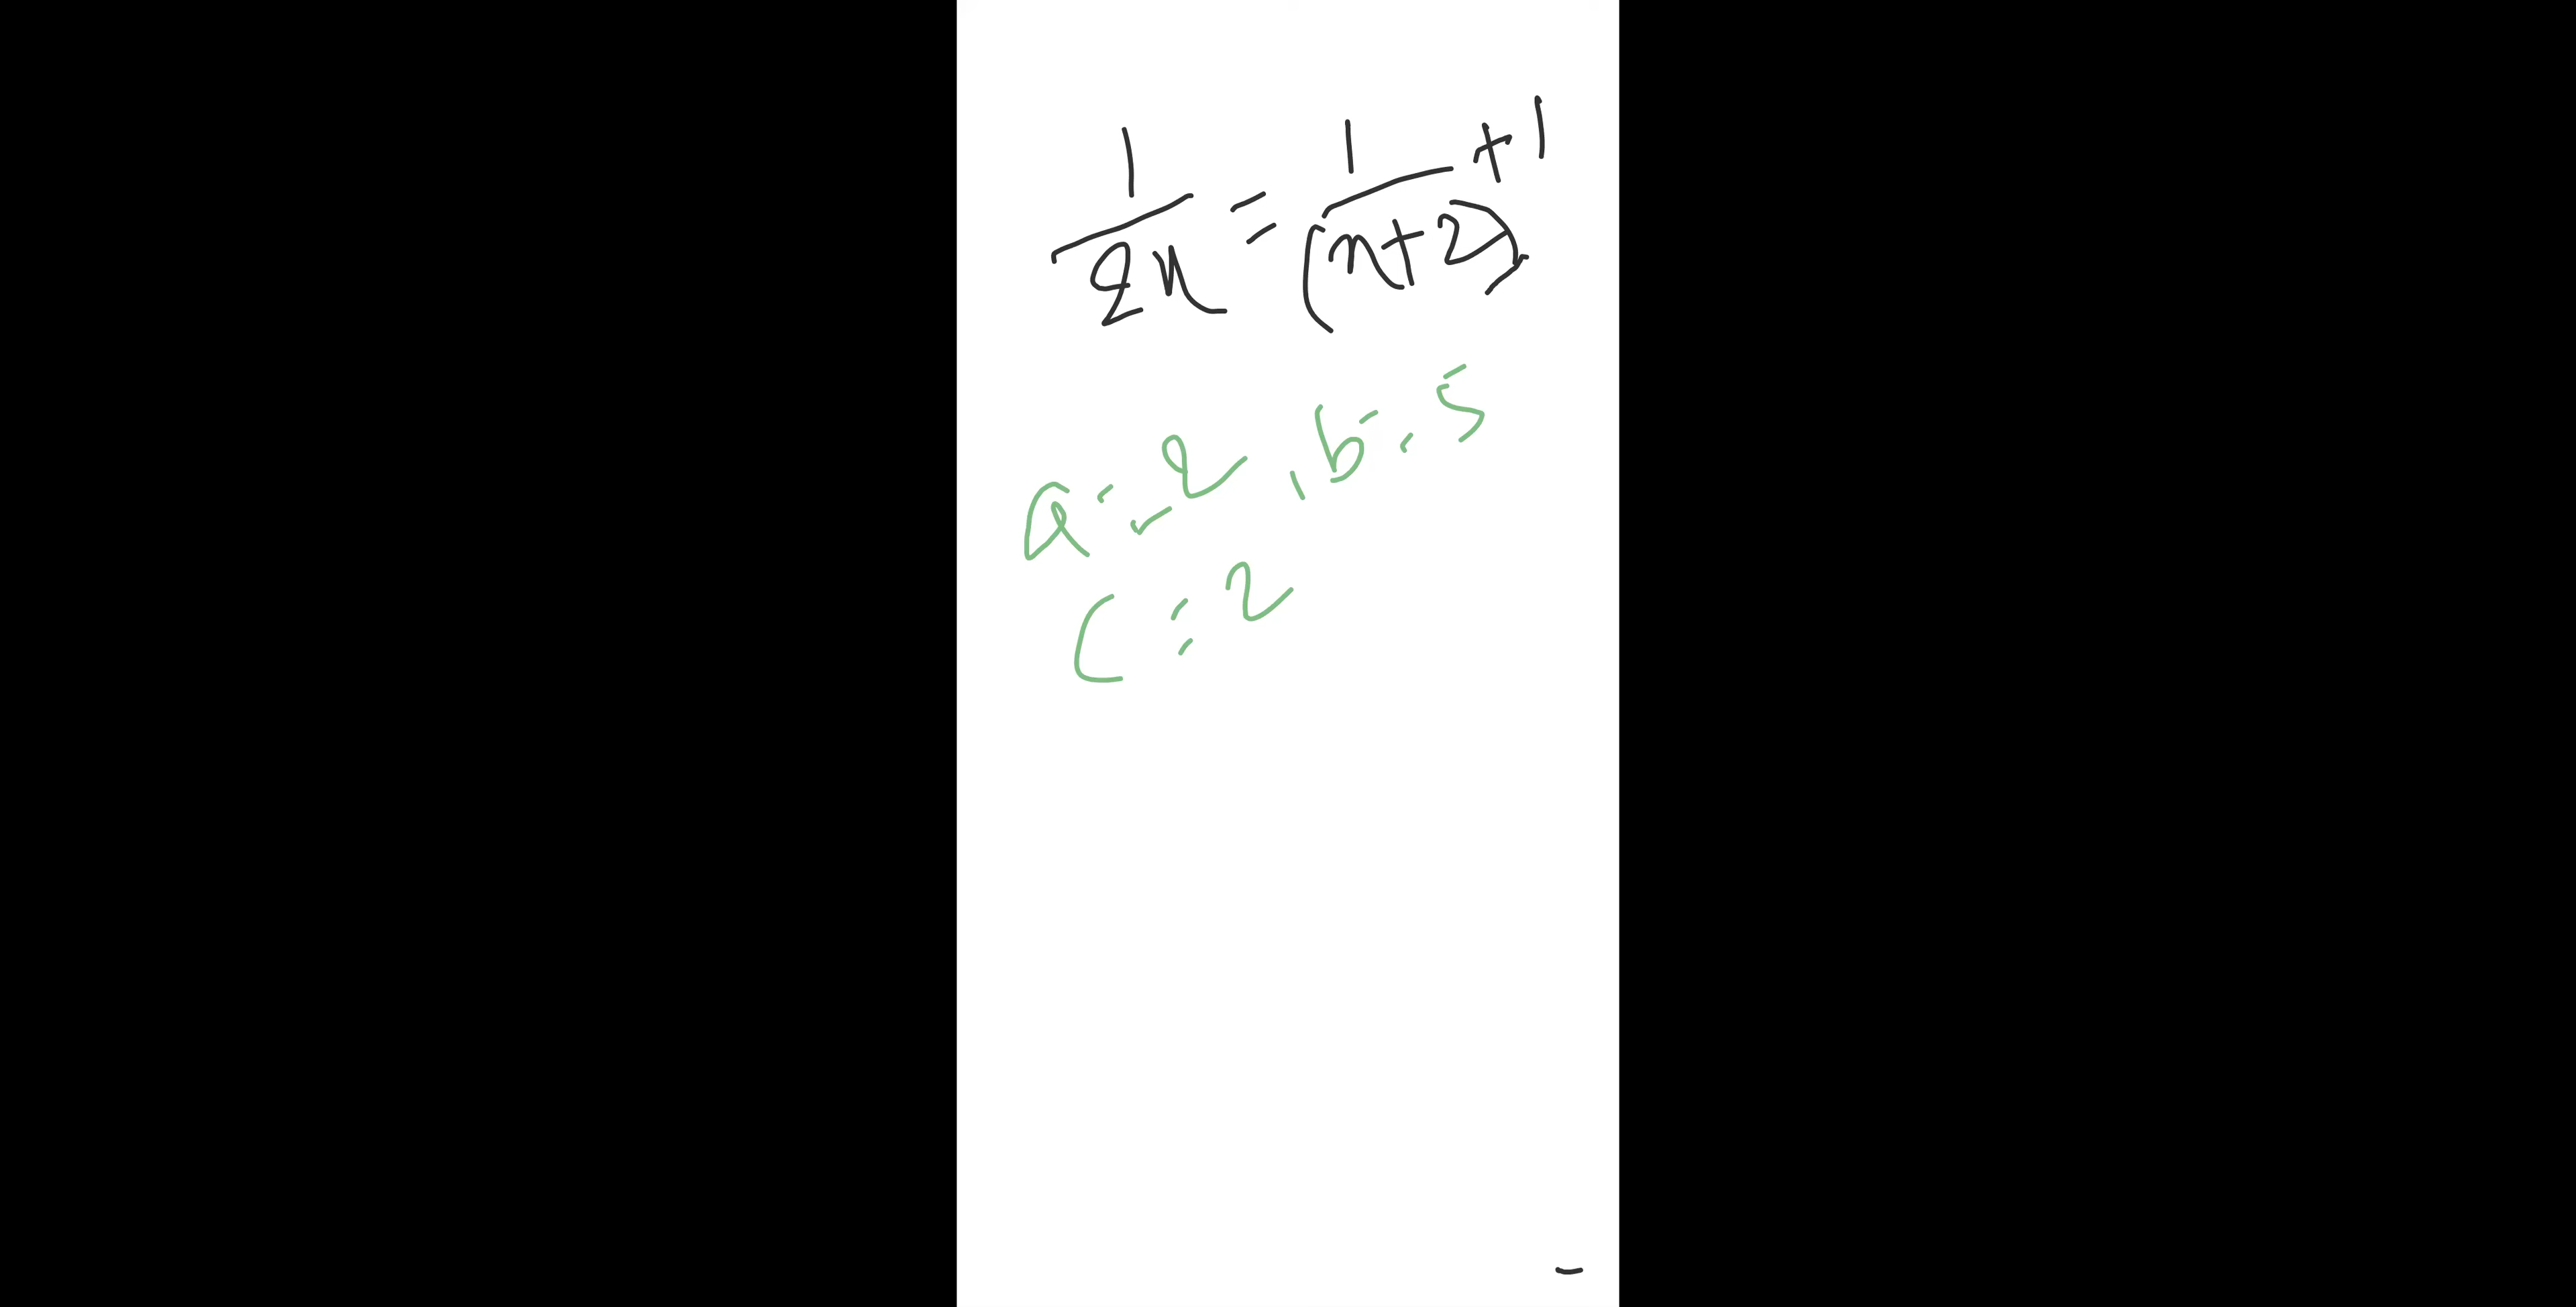 1/2x = 1/(x+2) + 1
a = 2, b = 5
c = 2